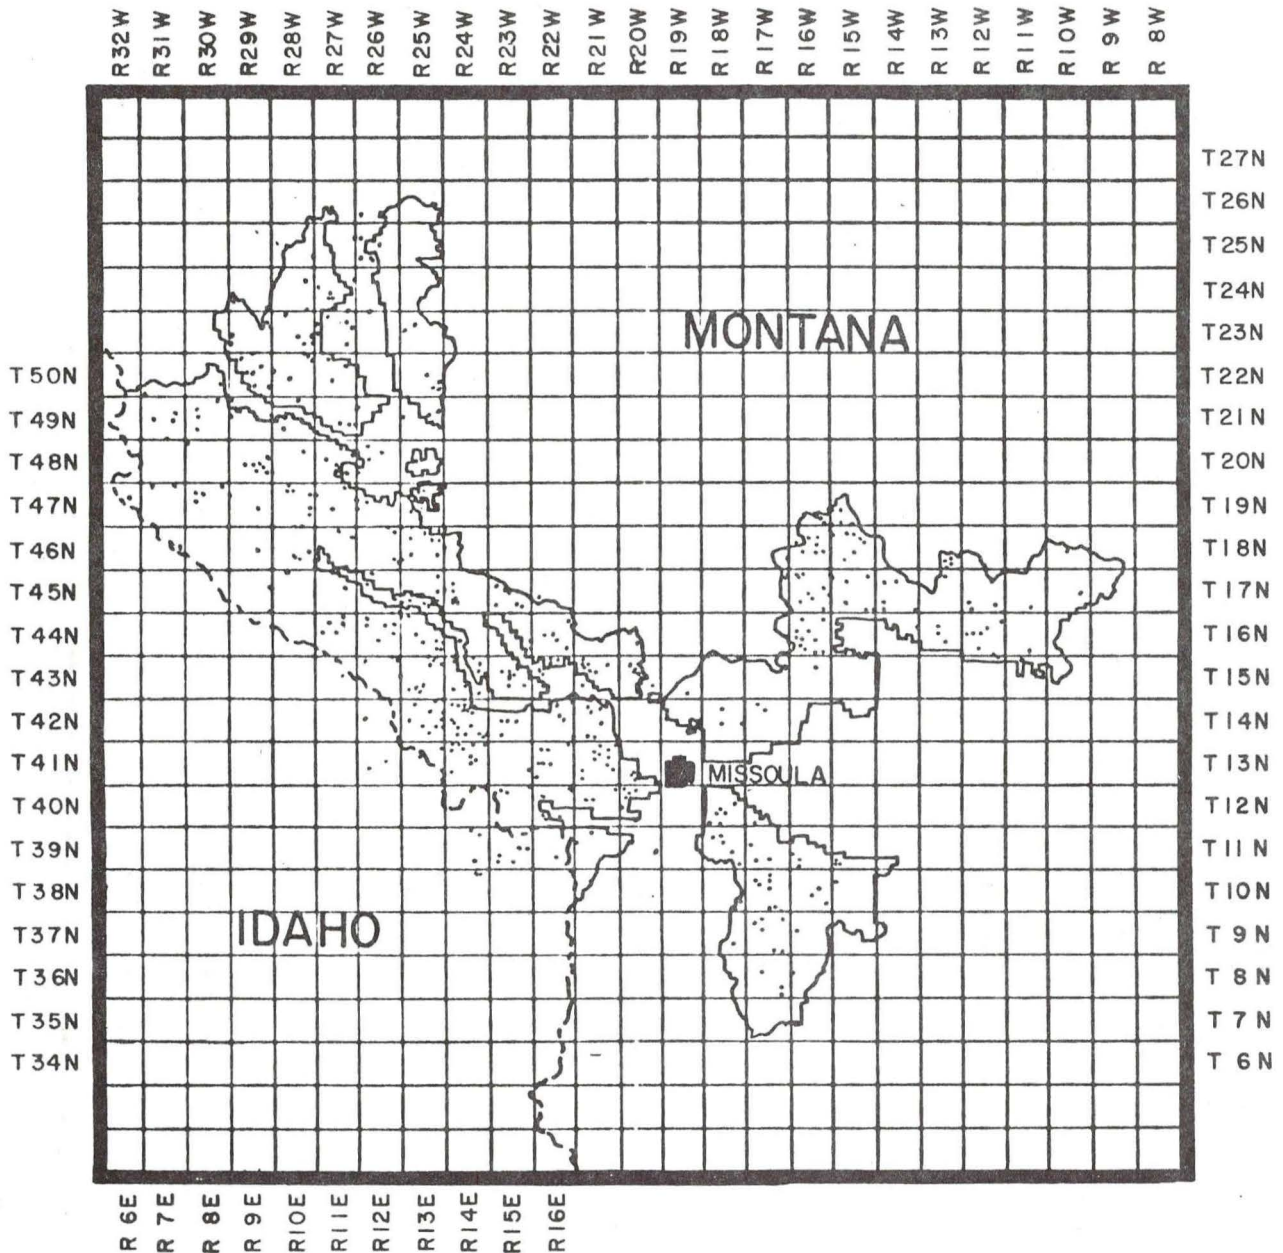 R32W R31W R30W R29W R28W R27W R26W R25W R24W R23W R22W R21W R20W R19W R18W R17W R16W R15W R14W R13W R12W R11W R10W R 9W R 8W
T27N
T26N
T25N
T24N
MONTANA
T23N
T50N T22N
T49N T21N
T48N T20N
T47N T19N
T46N T18N
T45N T17N
T44N T16N
T43N T15N
T42N T14N
T41N MISSOULA T13N
T40N T12N
T39N T11N
T38N T10N
IDAHO
T37N T 9N
T36N T 8N
T35N T 7N
T34N T 6N
R 6E R 7E R 8E R 9E R10E R11E R12E R13E R14E R15E R16E